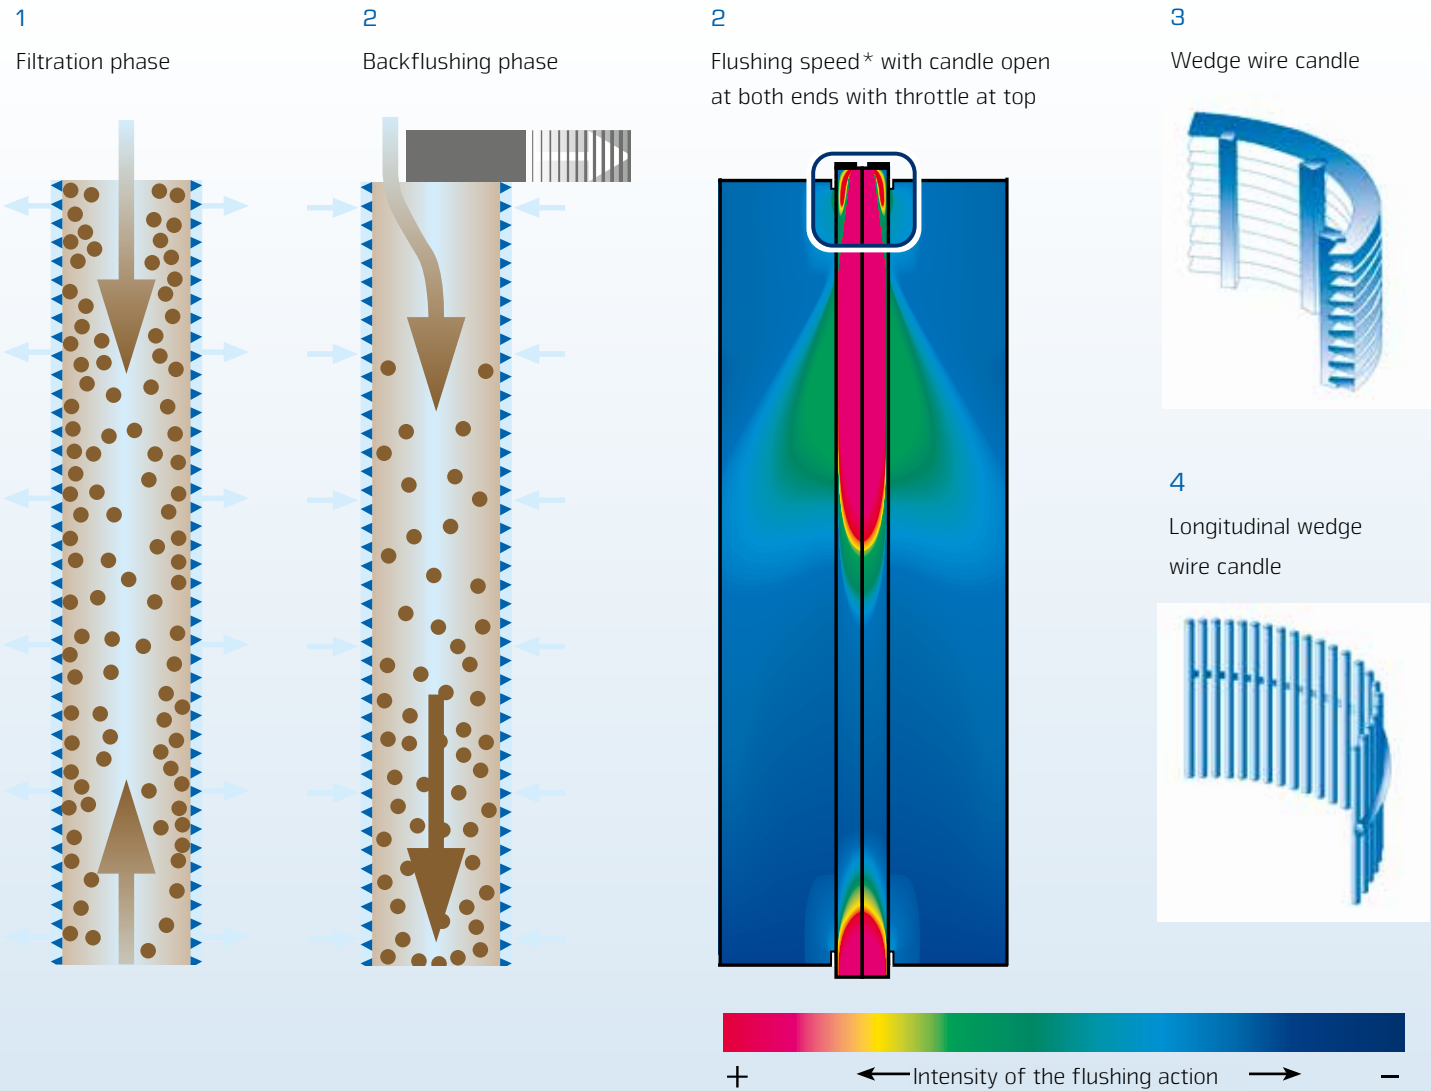 1
Filtration phase
2
Backflushing phase
2
Flushing speed* with candle open
at both ends with throttle at top
3
Wedge wire candle
4
Longitudinal wedge
wire candle
+ Intensity of the flushing action −